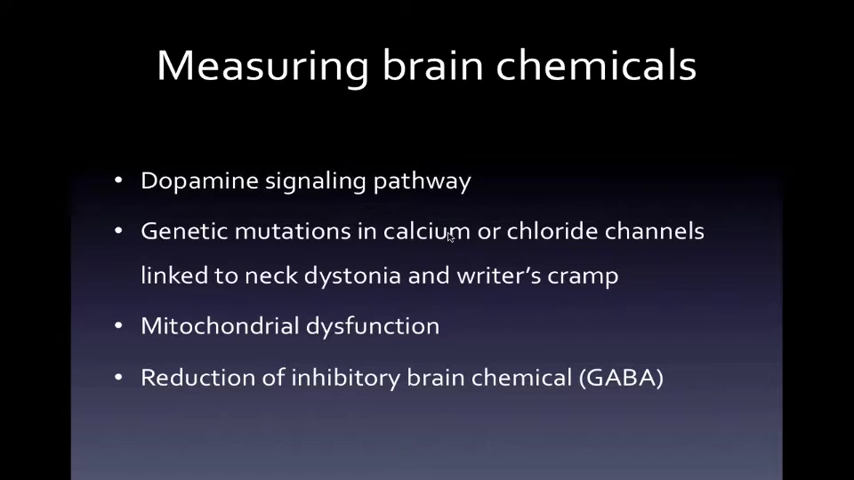 Measuring brain chemicals
• Dopamine signaling pathway
• Genetic mutations in calcium or chloride channels
linked to neck dystonia and writer’s cramp
• Mitochondrial dysfunction
• Reduction of inhibitory brain chemical (GABA)